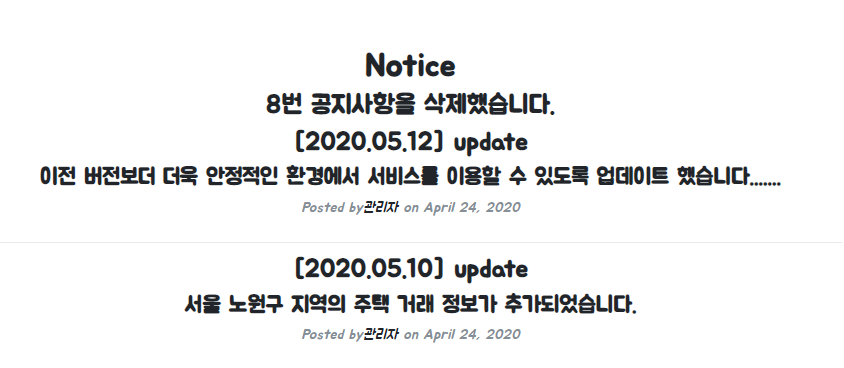 Notice
8번 공지사항을 삭제했습니다.
[2020.05.12] update
이전 버전보더 더욱 안정적인 환경에서 서비스를 이용할 수 있도록 업데이트 했습니다.......
Posted by관리자 on April 24, 2020
[2020.05.10] update
서울 노원구 지역의 주택 거래 정보가 추가되었습니다.
Posted by관리자 on April 24, 2020